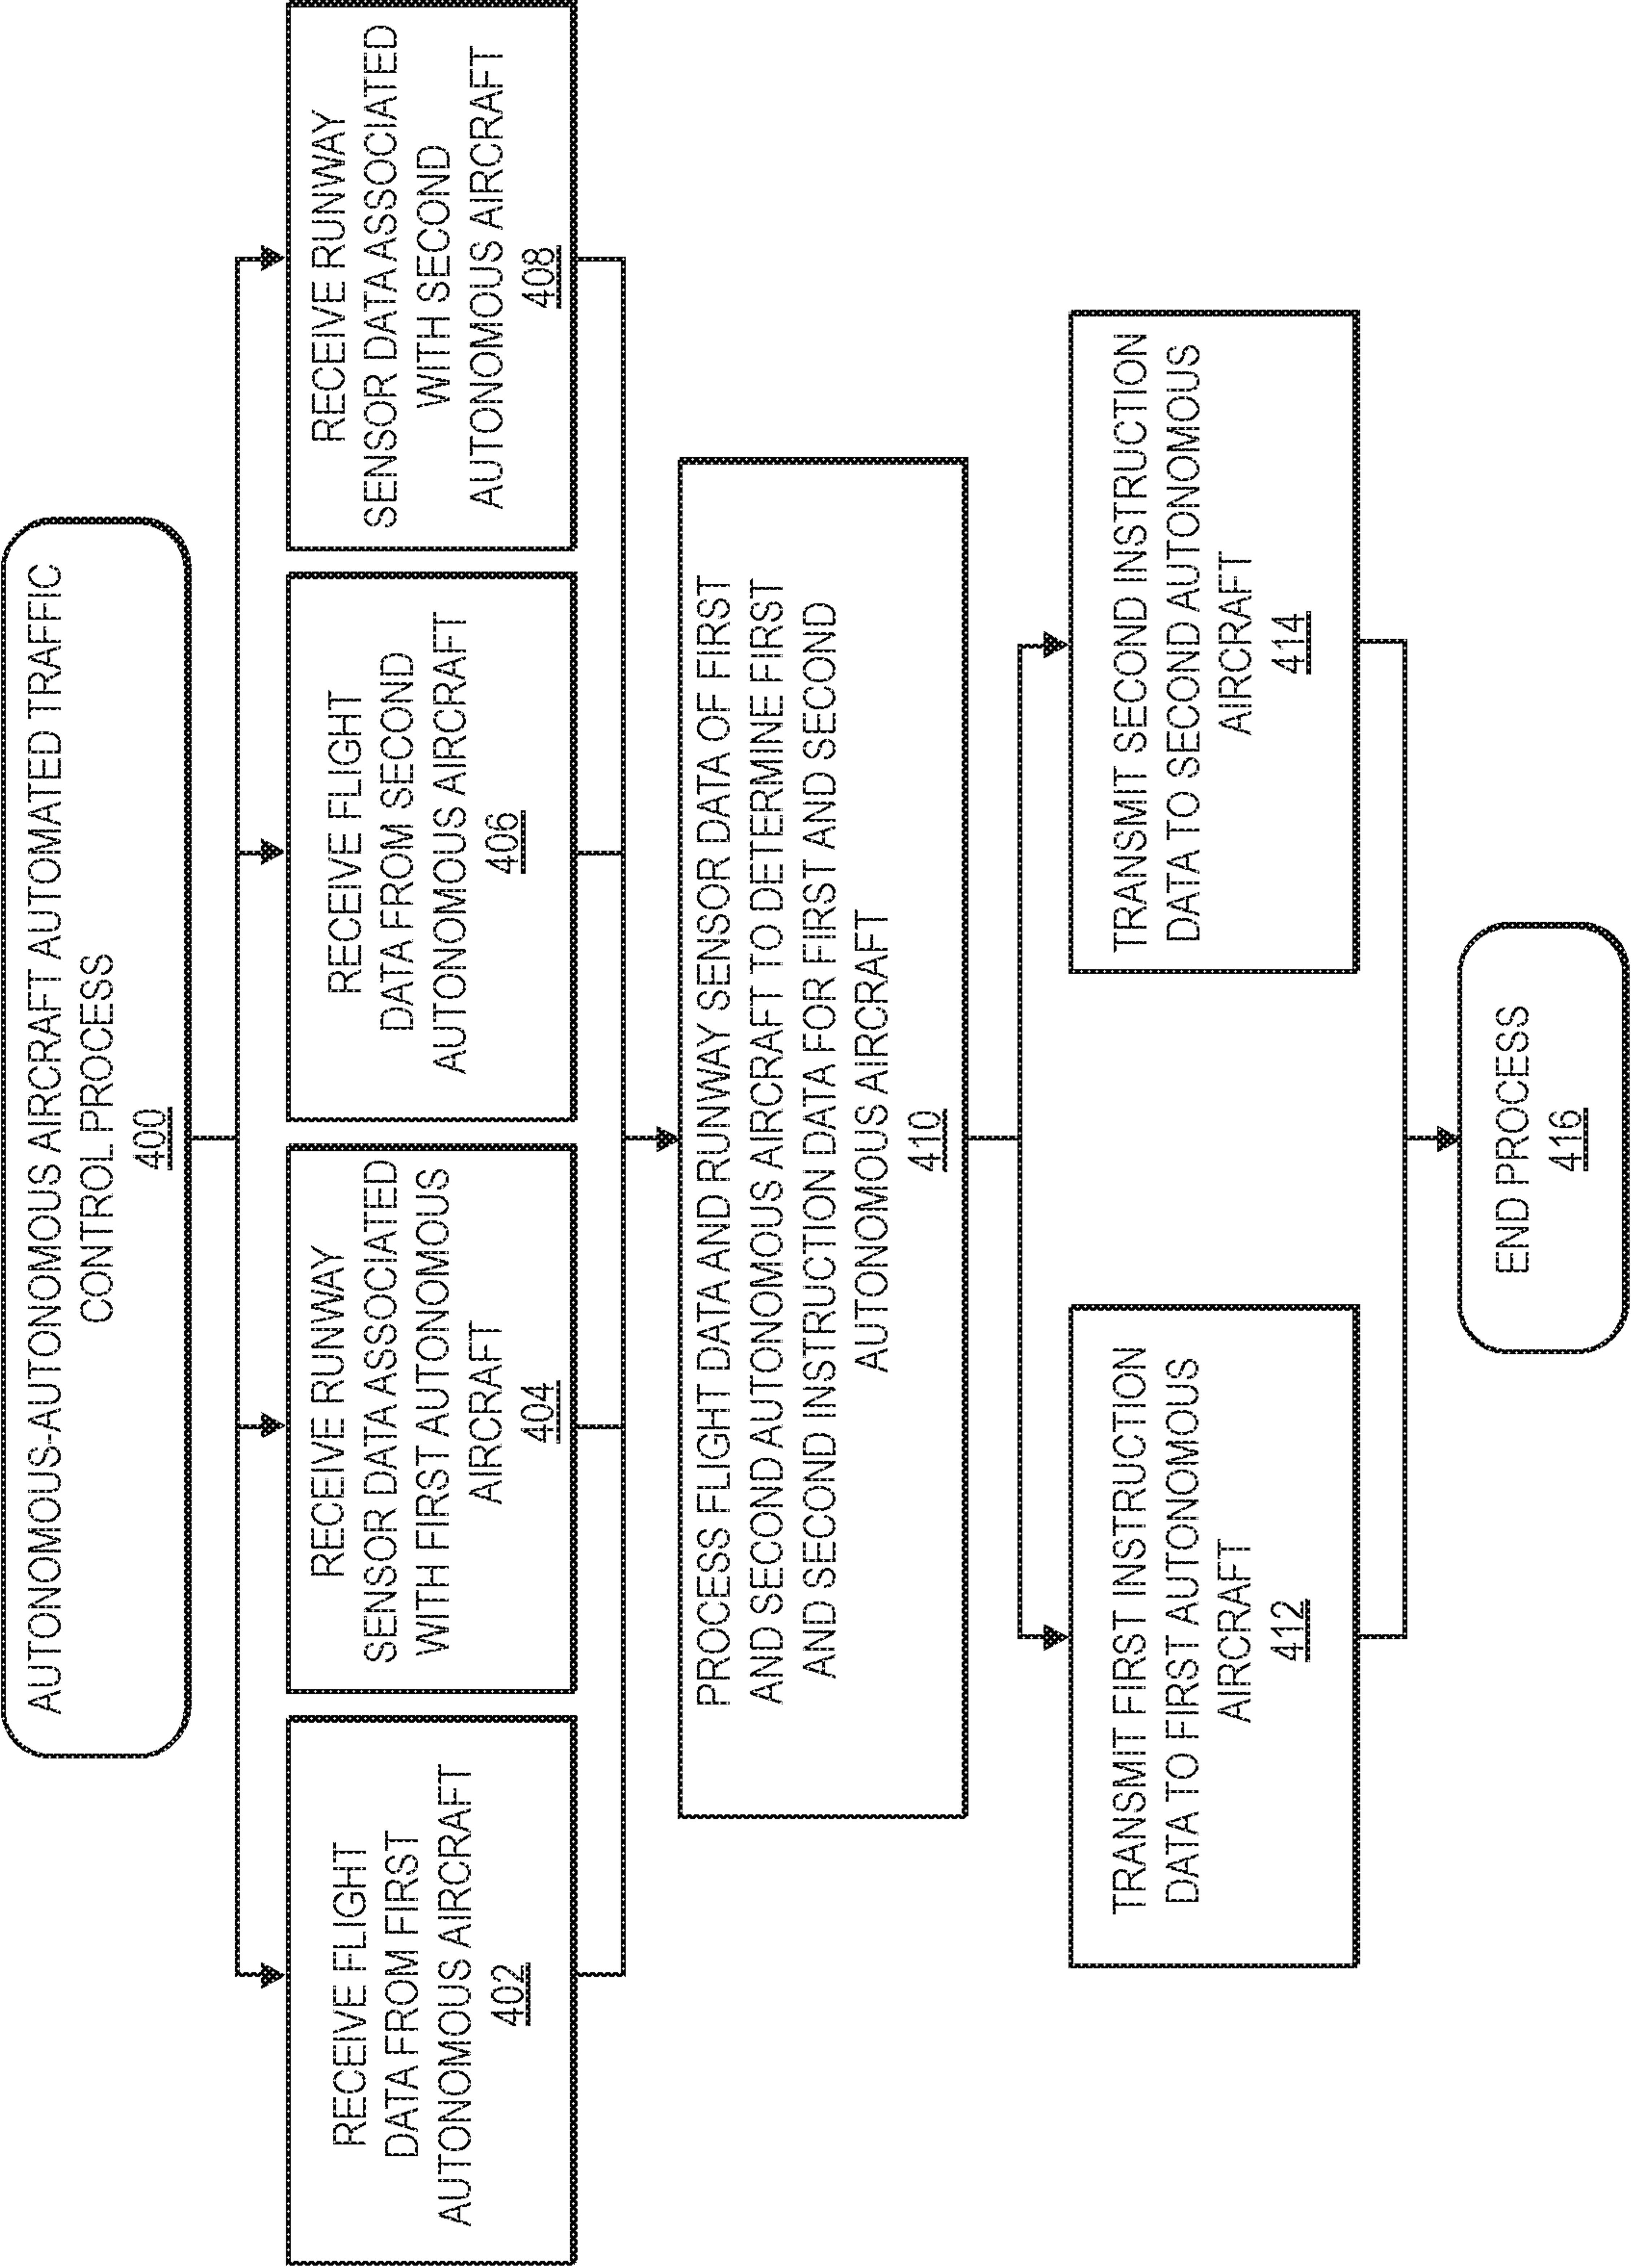 AUTONOMOUS-AUTONOMOUS AIRCRAFT AUTOMATED TRAFFIC
CONTROL PROCESS
400
RECEIVE FLIGHT
DATA FROM FIRST
AUTONOMOUS AIRCRAFT
402
RECEIVE RUNWAY
SENSOR DATA ASSOCIATED
WITH FIRST AUTONOMOUS
AIRCRAFT
404
RECEIVE FLIGHT
DATA FROM SECOND
AUTONOMOUS AIRCRAFT
406
RECEIVE RUNWAY
SENSOR DATA ASSOCIATED
WITH SECOND
AUTONOMOUS AIRCRAFT
408
PROCESS FLIGHT DATA AND RUNWAY SENSOR DATA OF FIRST
AND SECOND AUTONOMOUS AIRCRAFT TO DETERMINE FIRST
AND SECOND INSTRUCTION DATA FOR FIRST AND SECOND
AUTONOMOUS AIRCRAFT
410
TRANSMIT FIRST INSTRUCTION
DATA TO FIRST AUTONOMOUS
AIRCRAFT
412
TRANSMIT SECOND INSTRUCTION
DATA TO SECOND AUTONOMOUS
AIRCRAFT
414
END PROCESS
416